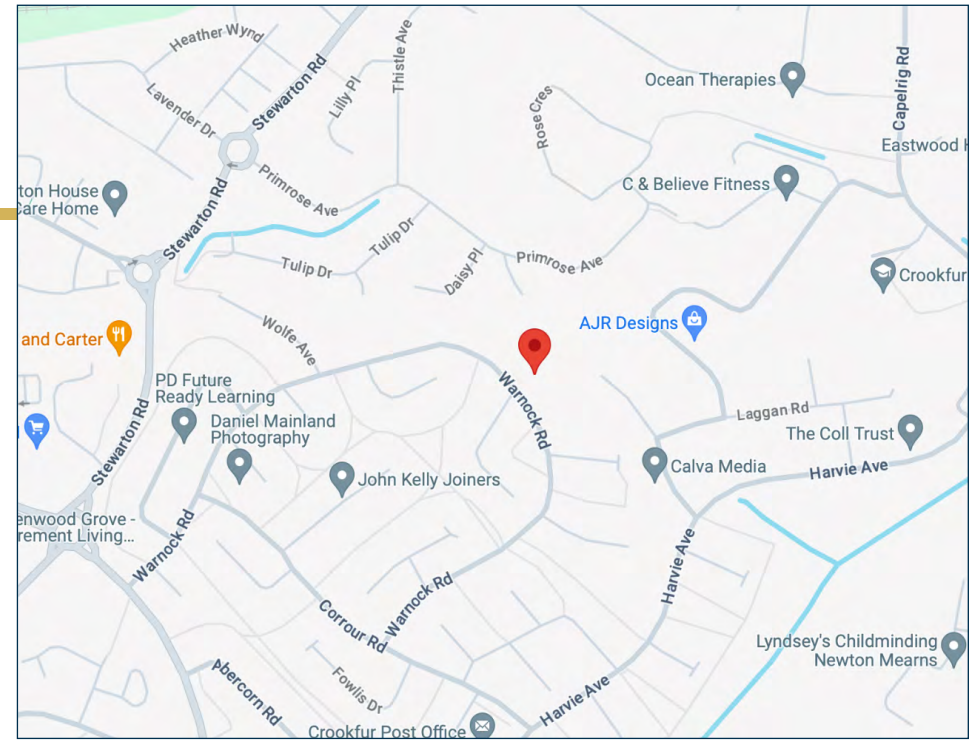 Heather Wynd
Stewarton Rd
Thistle Ave
Lilly Pl
Lavender Dr
Rose Cres
Ocean Therapies
Capelrig Rd
Eastwood
Primrose Ave
C & Believe Fitness
ton House
Care Home
Stewarton Rd
Tulip Dr
Tulip Dr
Daisy Pl
Primrose Ave
Crookfur
Wolfe Ave
AJR Designs
and Carter
PD Future
Ready Learning
Warnock Rd
Daniel Mainland
Photography
Stewarton Rd
Laggan Rd
The Coll Trust
Calva Media
Harvie Ave
John Kelly Joiners
enwood Grove -
rement Living...
Warnock Rd
Harvie Ave
Corrour Rd
Warnock Rd
Lyndsey's Childminding
Newton Mearns
Abercorn Rd
Fowlis Dr
Harvie Ave
Crookfur Post Office